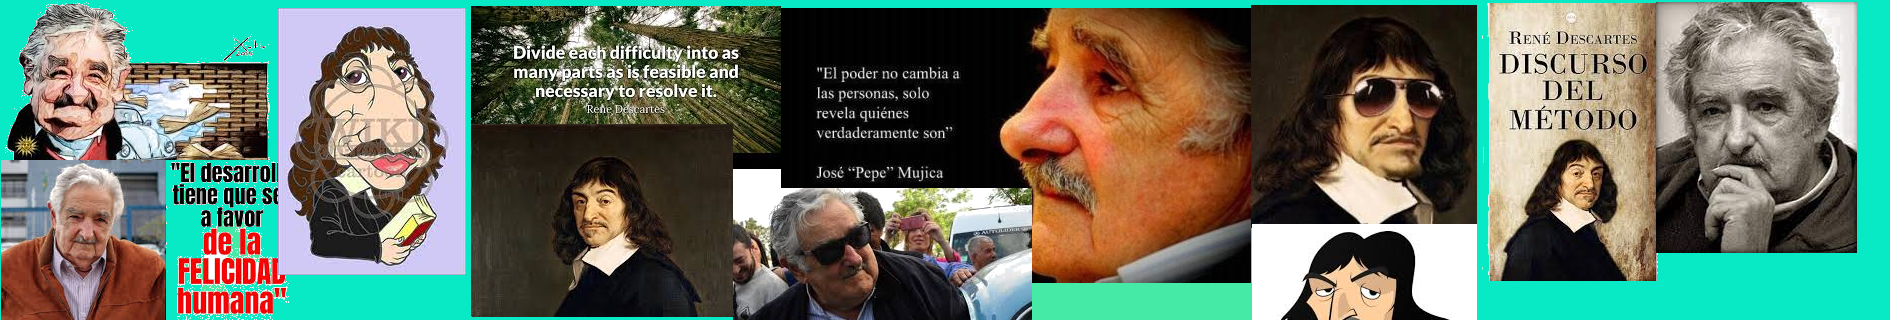 "El desarroll
tiene que se
a favor
de la
FELICIDAD
humana"
WIKI
Divide each difficulty into as
many parts as is feasible and
necessary to resolve it.
René Descartes
"El poder no cambia a
las personas, solo
revela quiénes
verdaderamente son"
José "Pepe" Mujica
RENÉ DESCARTES
DISCURSO
DEL
MÉTODO